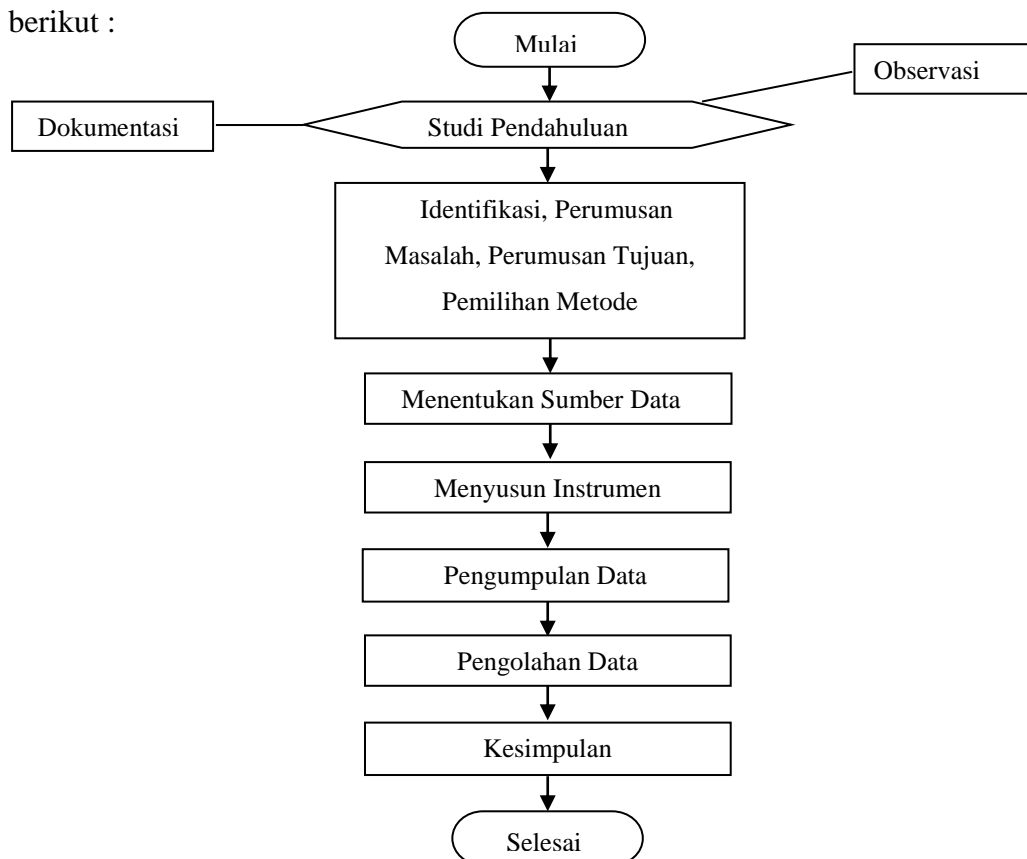 berikut :
Mulai
Observasi
Dokumentasi
Studi Pendahuluan
Identifikasi, Perumusan
Masalah, Perumusan Tujuan,
Pemilihan Metode
Menentukan Sumber Data
Menyusun Instrumen
Pengumpulan Data
Pengolahan Data
Kesimpulan
Selesai